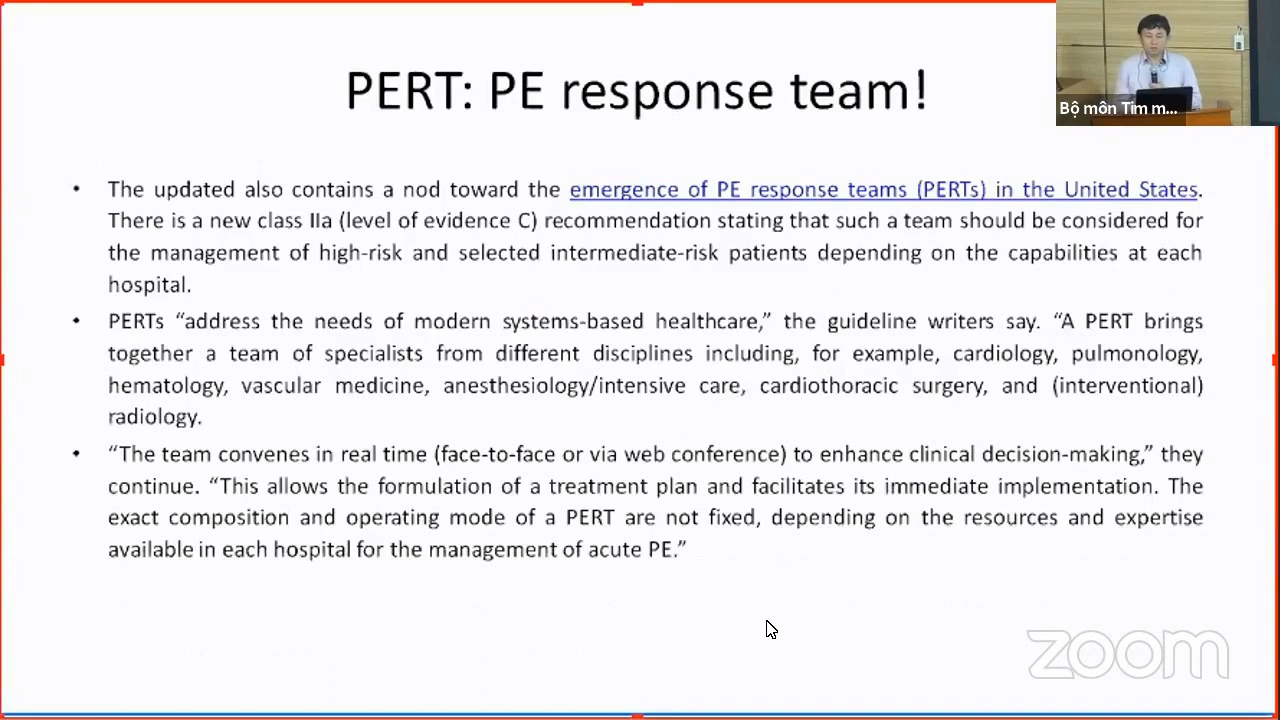 PERT: PE response team!
Bộ môn Tim m...
• The updated also contains a nod toward the emergence of PE response teams (PERTs) in the United States.
There is a new class IIa (level of evidence C) recommendation stating that such a team should be considered for
the management of high-risk and selected intermediate-risk patients depending on the capabilities at each
hospital.
• PERTs “address the needs of modern systems-based healthcare,” the guideline writers say. “A PERT brings
together a team of specialists from different disciplines including, for example, cardiology, pulmonology,
hematology, vascular medicine, anesthesiology/intensive care, cardiothoracic surgery, and (interventional)
radiology.
• “The team convenes in real time (face-to-face or via web conference) to enhance clinical decision-making,” they
continue. “This allows the formulation of a treatment plan and facilitates its immediate implementation. The
exact composition and operating mode of a PERT are not fixed, depending on the resources and expertise
available in each hospital for the management of acute PE.”
zoom